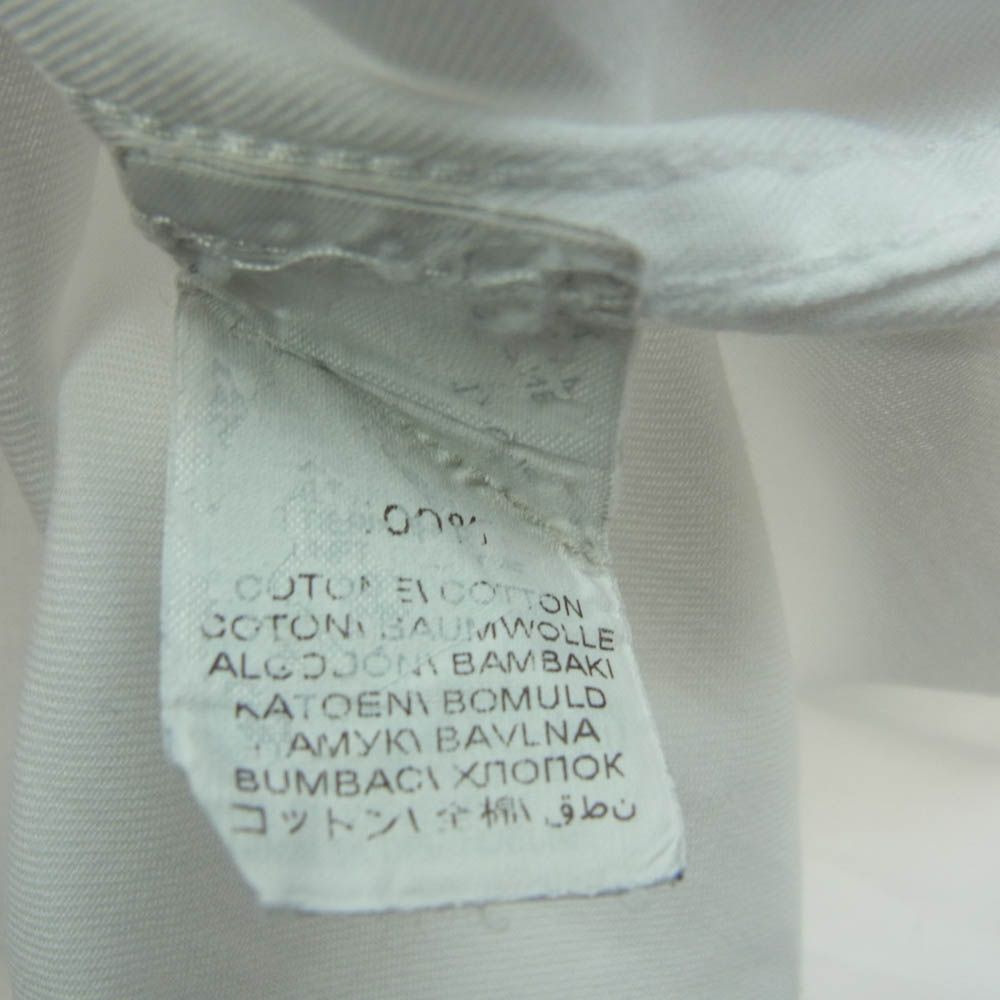 100%
COTONE\ COTTON
COTON\ BAUMWOLLE
ALGODÓN\ BAMBAKI
KATOEN\ BOMULD
PAMYK\ BAVLNA
BUMBAC\ ХЛОПОК
コットン\ 全棉\ قطن